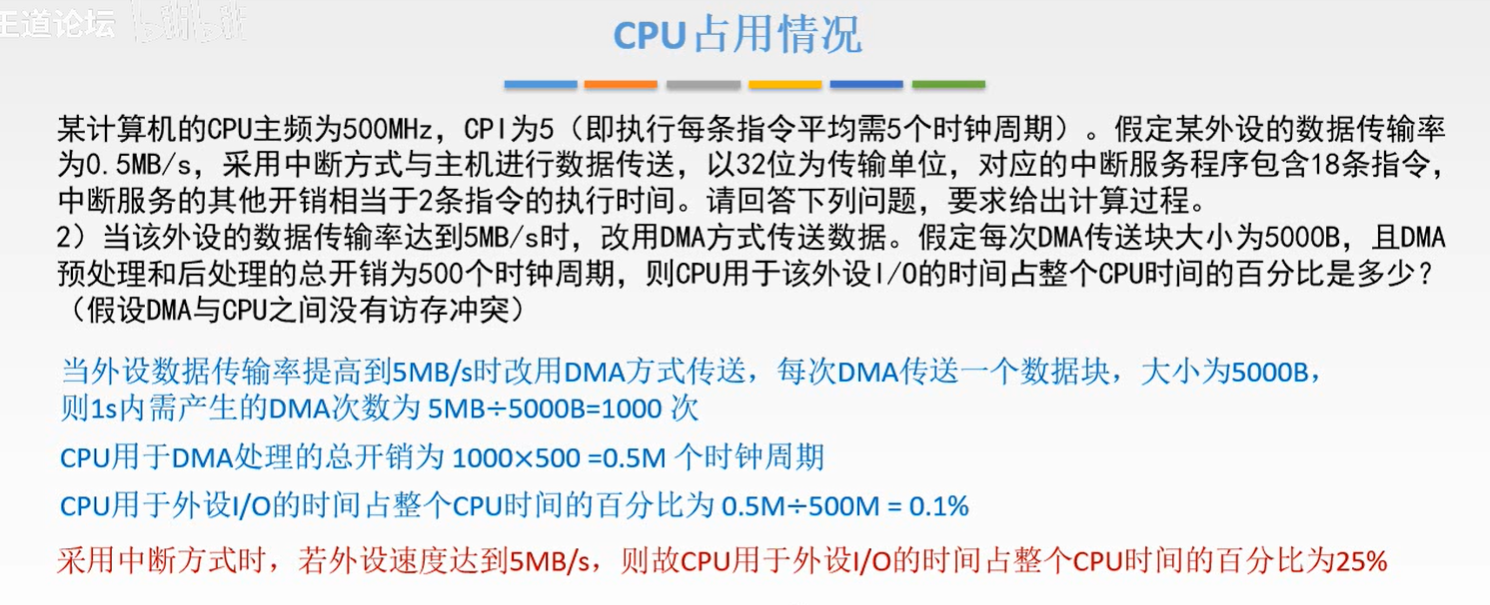 王道论坛 bilibili
CPU占用情况
某计算机的CPU主频为500MHz，CPI为5（即执行每条指令平均需5个时钟周期）。假定某外设的数据传输率
为0.5MB/s，采用中断方式与主机进行数据传送，以32位为传输单位，对应的中断服务程序包含18条指令，
中断服务的其他开销相当于2条指令的执行时间。请回答下列问题，要求给出计算过程。
2）当该外设的数据传输率达到5MB/s时，改用DMA方式传送数据。假定每次DMA传送块大小为5000B，且DMA
预处理和后处理的总开销为500个时钟周期，则CPU用于该外设I/O的时间占整个CPU时间的百分比是多少？
（假设DMA与CPU之间没有访存冲突）
当外设数据传输率提高到5MB/s时改用DMA方式传送，每次DMA传送一个数据块，大小为5000B，
则1s内需产生的DMA次数为 5MB÷5000B=1000 次
CPU用于DMA处理的总开销为 1000×500 =0.5M 个时钟周期
CPU用于外设I/O的时间占整个CPU时间的百分比为 0.5M÷500M = 0.1%
采用中断方式时，若外设速度达到5MB/s，则故CPU用于外设I/O的时间占整个CPU时间的百分比为25%